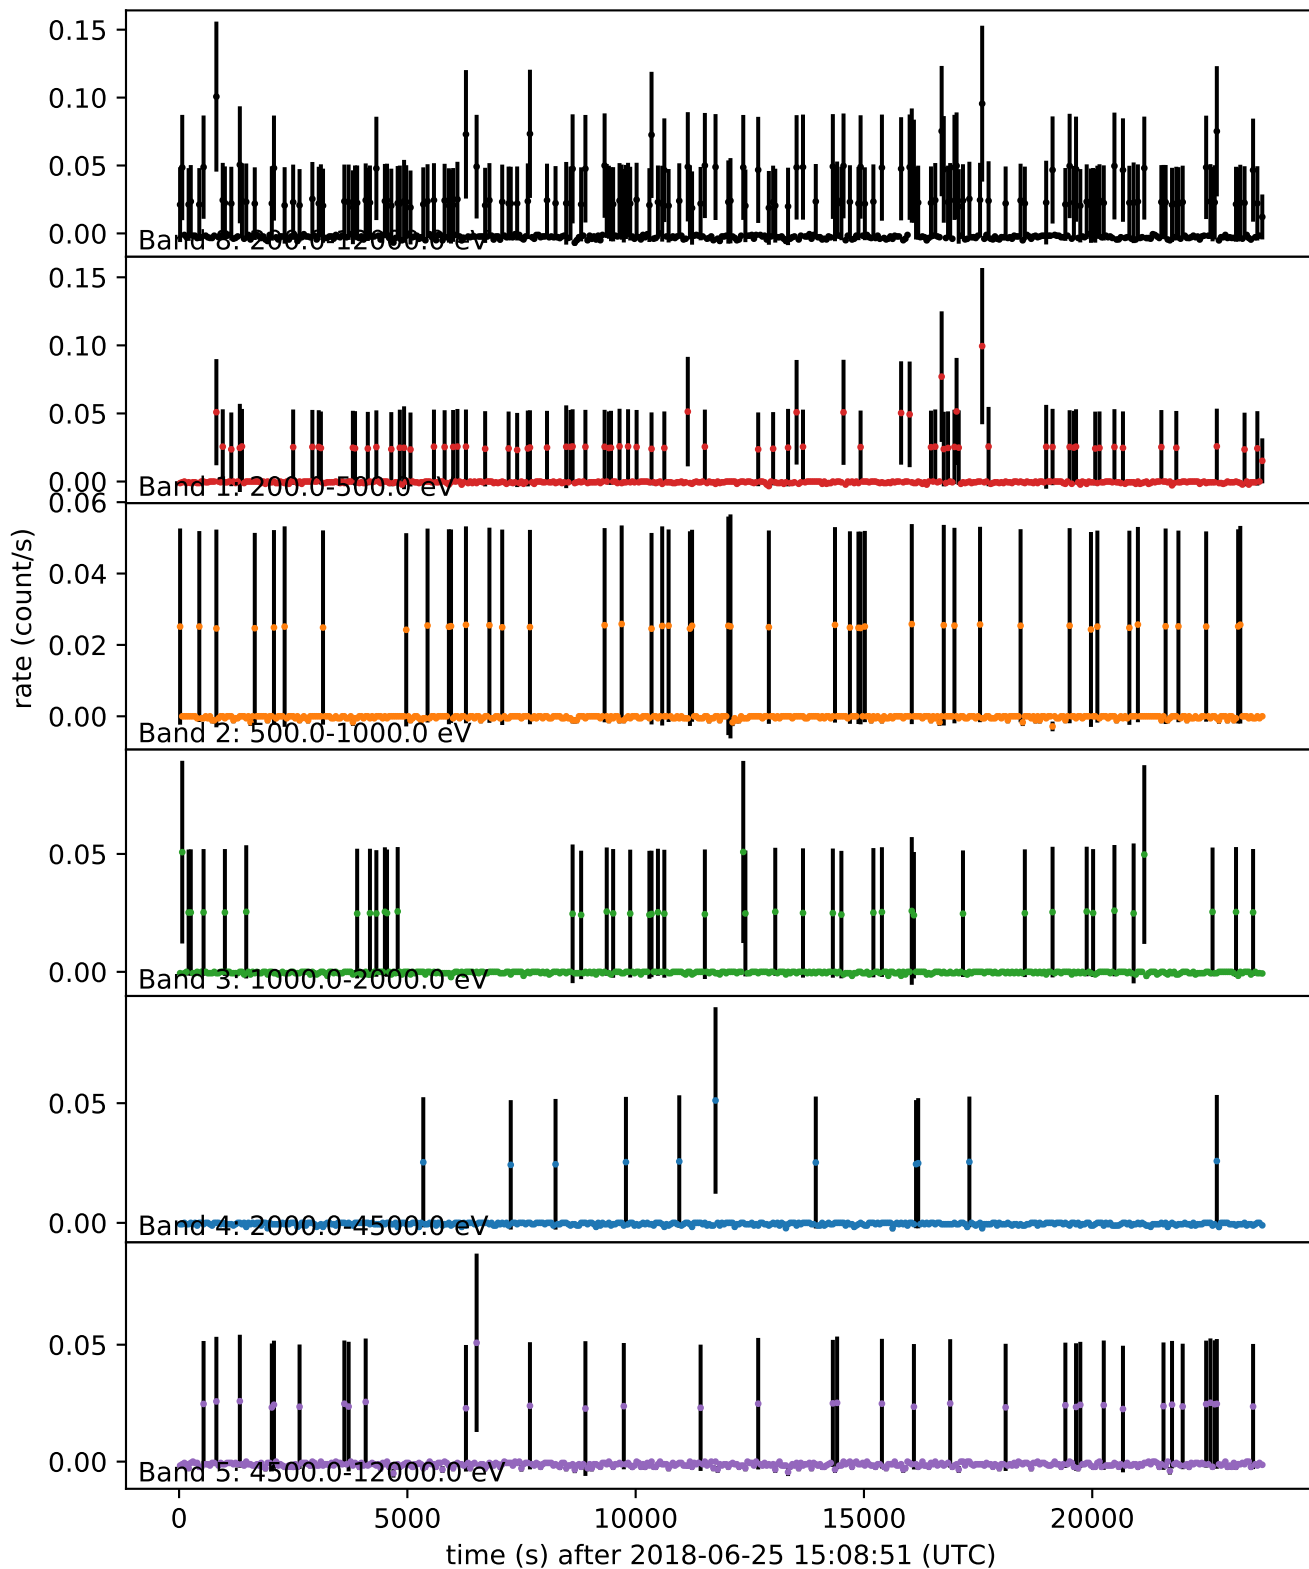 0.15
0.10
0.05
0.00
Band 8: 200.0-12000.0 eV
0.15
0.10
0.05
0.00
Band 1: 200.0-500.0 eV
0.06
0.04
0.02
0.00
Band 2: 500.0-1000.0 eV
rate (count/s)
0.05
0.00
Band 3: 1000.0-2000.0 eV
0.05
0.00
Band 4: 2000.0-4500.0 eV
0.05
0.00
Band 5: 4500.0-12000.0 eV
0 5000 10000 15000 20000
time (s) after 2018-06-25 15:08:51 (UTC)